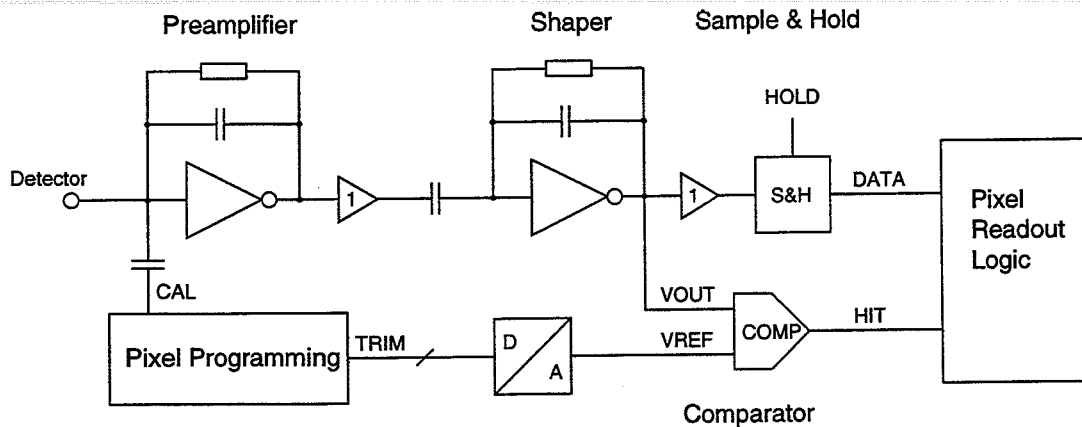 Preamplifier
Shaper
Sample & Hold
HOLD
Detector
1
1
S&H
DATA
Pixel
Readout
Logic
CAL
VOUT
COMP
HIT
Pixel Programming
TRIM
D
A
VREF
Comparator